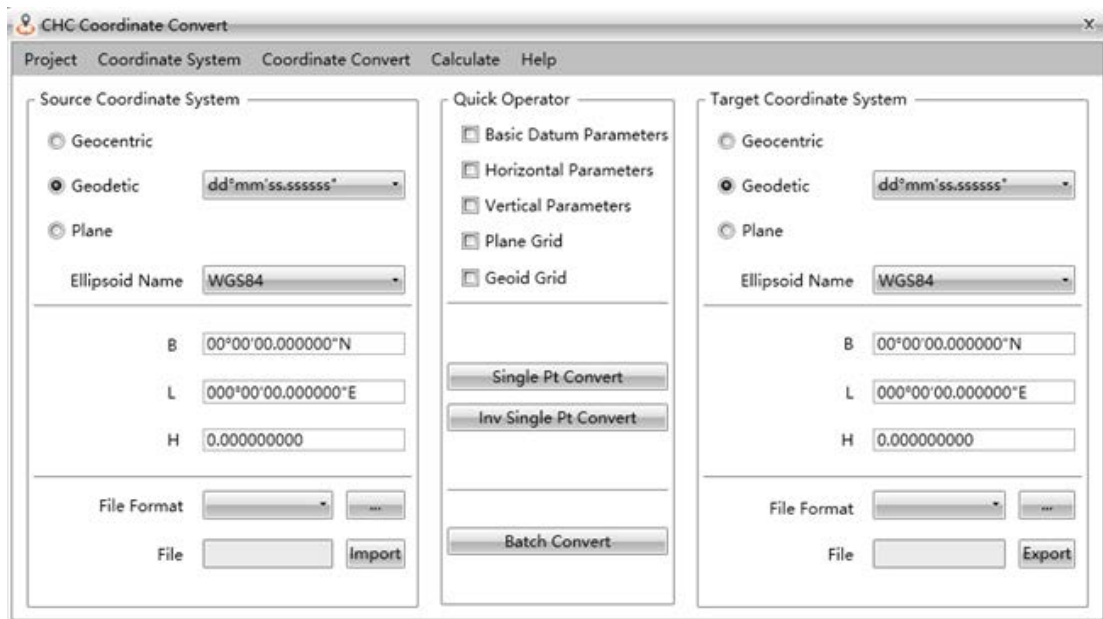 CHC Coordinate Convert
x
Project Coordinate System Coordinate Convert Calculate Help
Source Coordinate System
Geocentric
Geodetic dd°mm'ss.ssssss"
Plane
Ellipsoid Name WGS84
B 00°00'00.000000"N
L 000°00'00.000000"E
H 0.000000000
File Format ...
File Import
Quick Operator
Basic Datum Parameters
Horizontal Parameters
Vertical Parameters
Plane Grid
Geoid Grid
Single Pt Convert
Inv Single Pt Convert
Batch Convert
Target Coordinate System
Geocentric
Geodetic dd°mm'ss.ssssss"
Plane
Ellipsoid Name WGS84
B 00°00'00.000000"N
L 000°00'00.000000"E
H 0.000000000
File Format ...
File Export